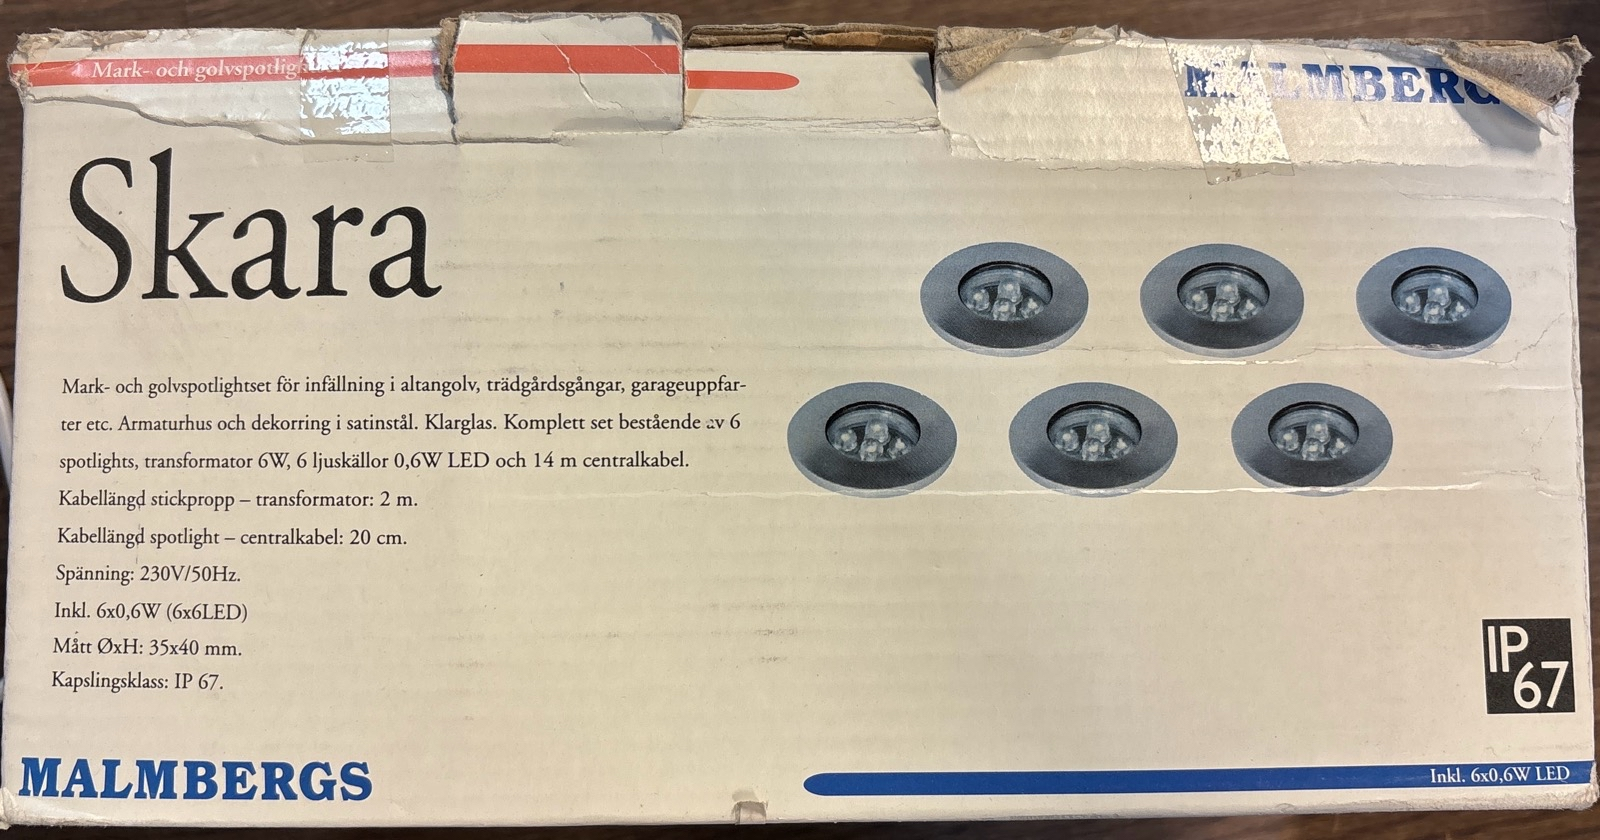 Mark- och golvspotligh
MALMBERG
Skara
Mark- och golvspotlightset för infällning i altangolv, trädgårdsgångar, garageuppfar-
ter etc. Armaturhus och dekorring i satinstål. Klarglas. Komplett set bestående av 6
spotlights, transformator 6W, 6 ljuskällor 0,6W LED och 14 m centralkabel.
Kabellängd stickpropp – transformator: 2 m.
Kabellängd spotlight – centralkabel: 20 cm.
Spänning: 230V/50Hz.
Inkl. 6x0,6W (6x6LED)
Mått ØxH: 35x40 mm.
Kapslingsklass: IP 67.
IP
67
MALMBERGS
Inkl. 6x0,6W LED